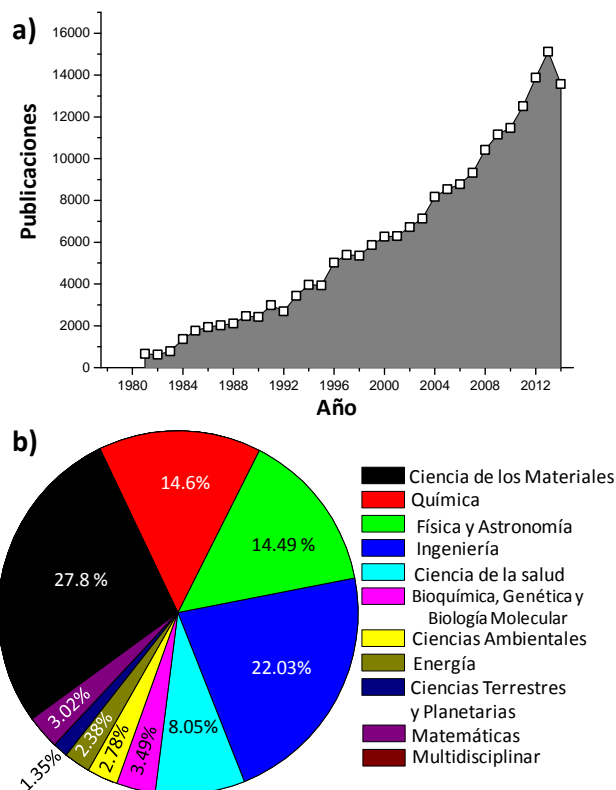 a)
Publicaciones
16000
14000
12000
10000
8000
6000
4000
2000
0
1980 1984 1988 1992 1996 2000 2004 2008 2012
Año
b)
14.6%
14.49 %
27.8 %
22.03%
8.05%
3.49%
2.78%
2.38%
1.35%
3.02%
Ciencia de los Materiales
Química
Física y Astronomía
Ingeniería
Ciencia de la salud
Bioquímica, Genética y
Biología Molecular
Ciencias Ambientales
Energía
Ciencias Terrestres
y Planetarias
Matemáticas
Multidisciplinar